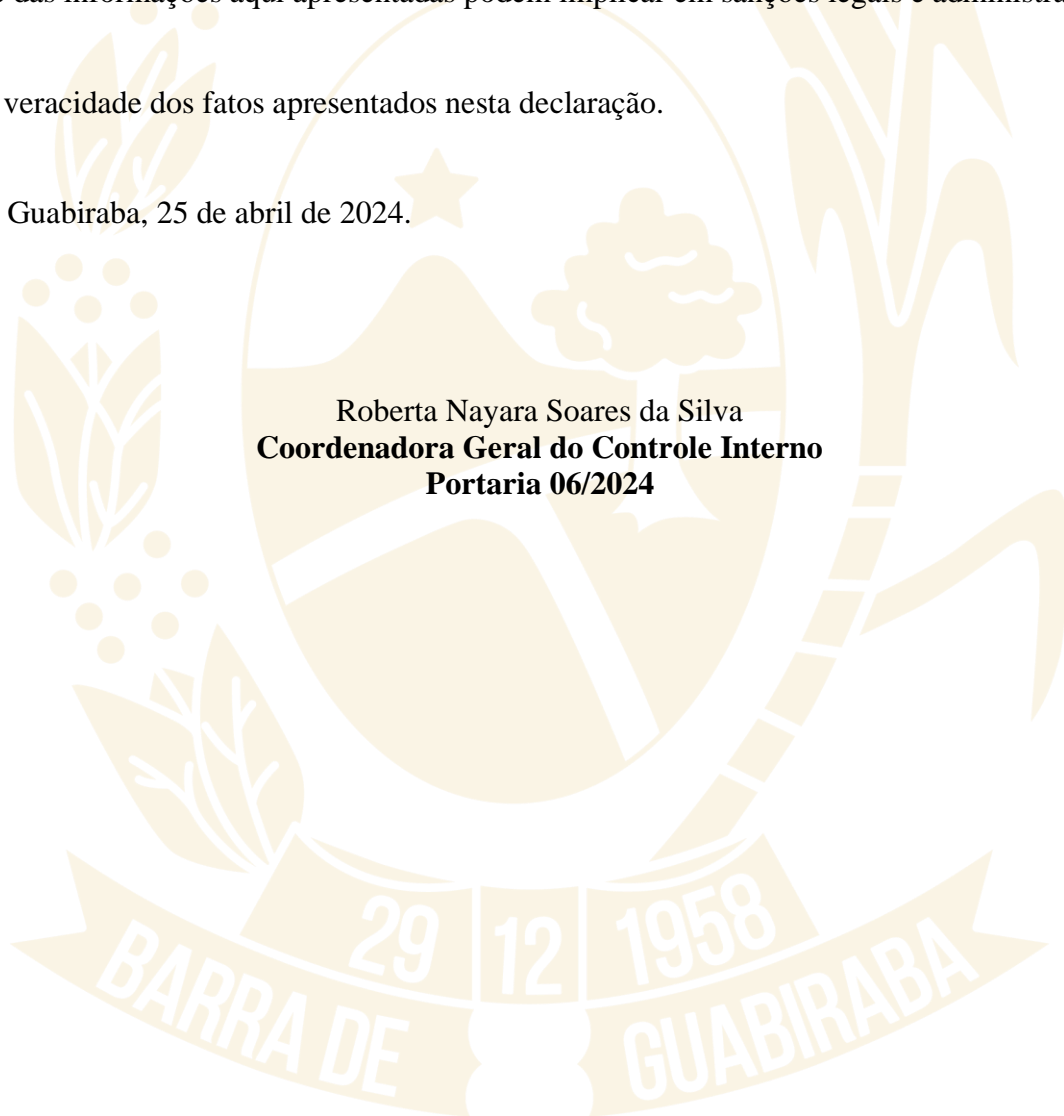 das informações aqui apresentadas podem implicar em sanções legais e
veracidade dos fatos apresentados nesta declaração.
Guabiraba, 25 de abril de 2024.
Roberta Nayara Soares da Silva
Coordenadora Geral do Controle Interno
Portaria 06/2024
29 12 1958
BARRA DE GUABIRABA